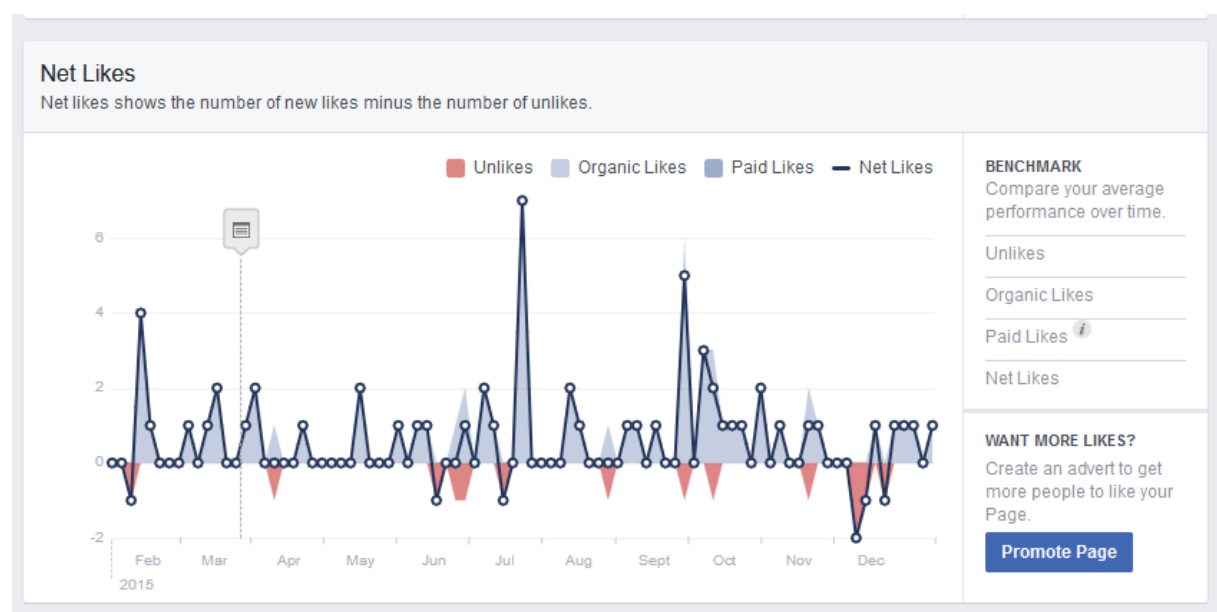 Net Likes
Net likes shows the number of new likes minus the number of unlikes.
Unlikes Organic Likes Paid Likes Net Likes
6
4
2
0
-2
Feb Mar Apr May Jun Jul Aug Sept Oct Nov Dec
2015
BENCHMARK
Compare your average
performance over time.
Unlikes
Organic Likes
Paid Likes i
Net Likes
WANT MORE LIKES?
Create an advert to get
more people to like your
Page.
Promote Page